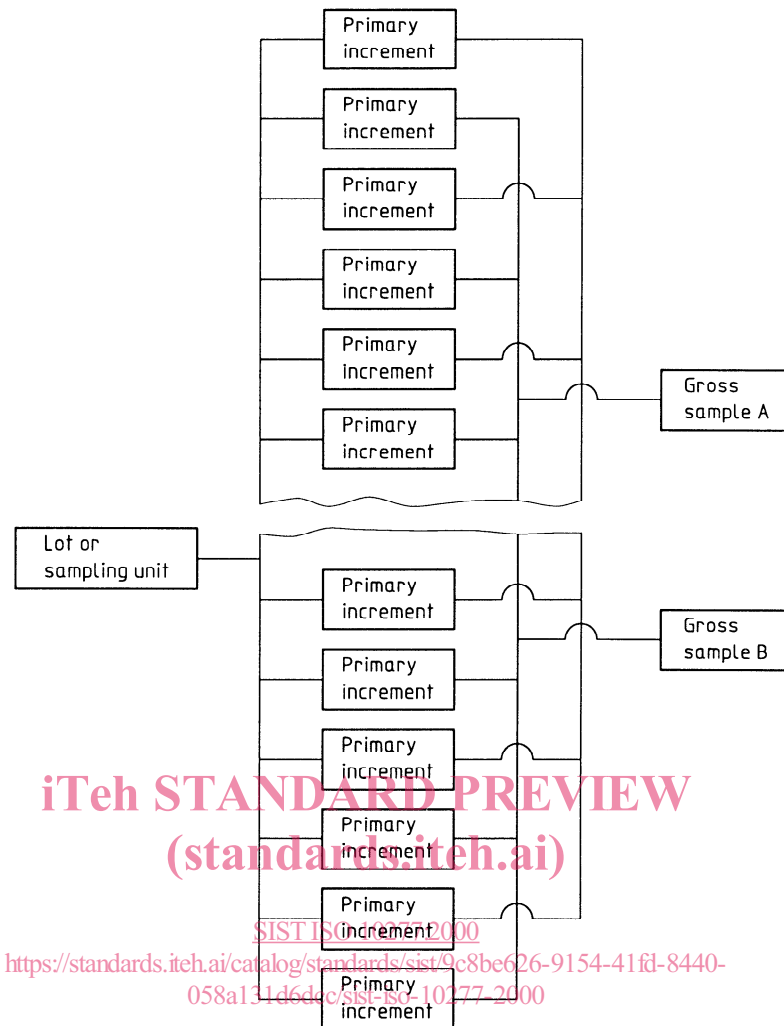 Primary
increment
Primary
increment
Primary
increment
Primary
increment
Primary
increment
Gross
sample A
Primary
increment
Lot or
sampling unit
Primary
increment
Gross
sample B
Primary
increment
Primary
increment
iTeh STANDARD PREVIEW
(standards.iteh.ai)
Primary
increment
Primary
increment
SIST ISO 10277:2000
https://standards.iteh.ai/catalog/standards/sist/9c8be626-9154-41fd-8440-
058a131d6dcc/sist-iso-10277-2000
Primary
increment